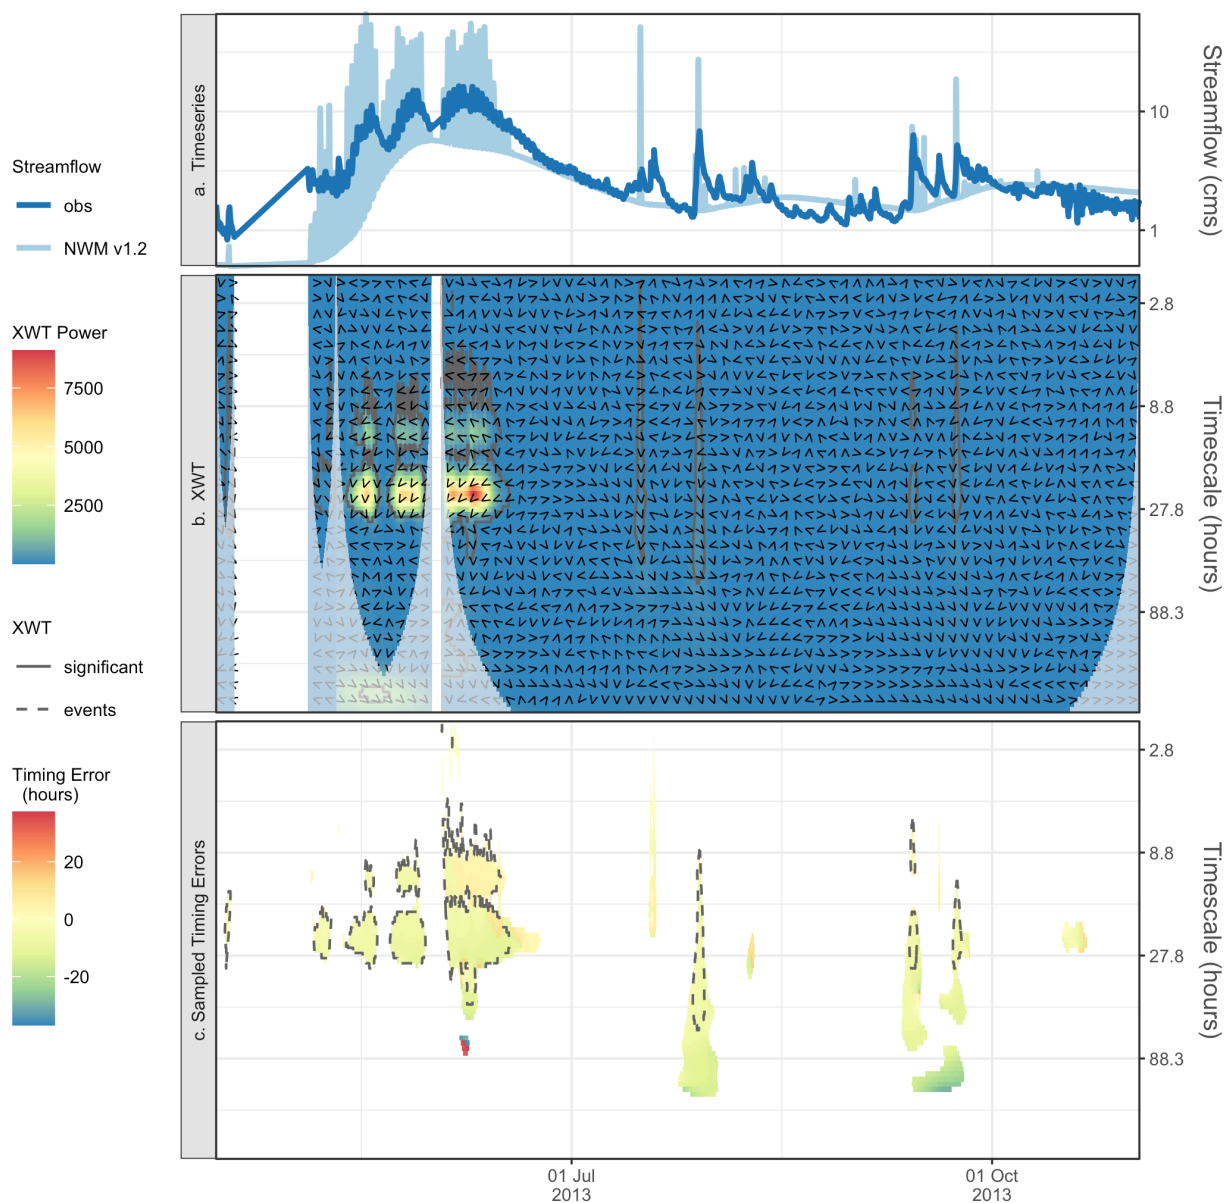 Streamflow
obs
NWM v1.2
a. Timeseries
10
1
Streamflow (cms)
XWT Power
7500
5000
2500
XWT
significant
events
b. XWT
2.8
8.8
27.8
88.3
Timescale (hours)
Timing Error
(hours)
20
0
-20
c. Sampled Timing Errors
2.8
8.8
27.8
88.3
Timescale (hours)
01 Jul
2013
01 Oct
2013